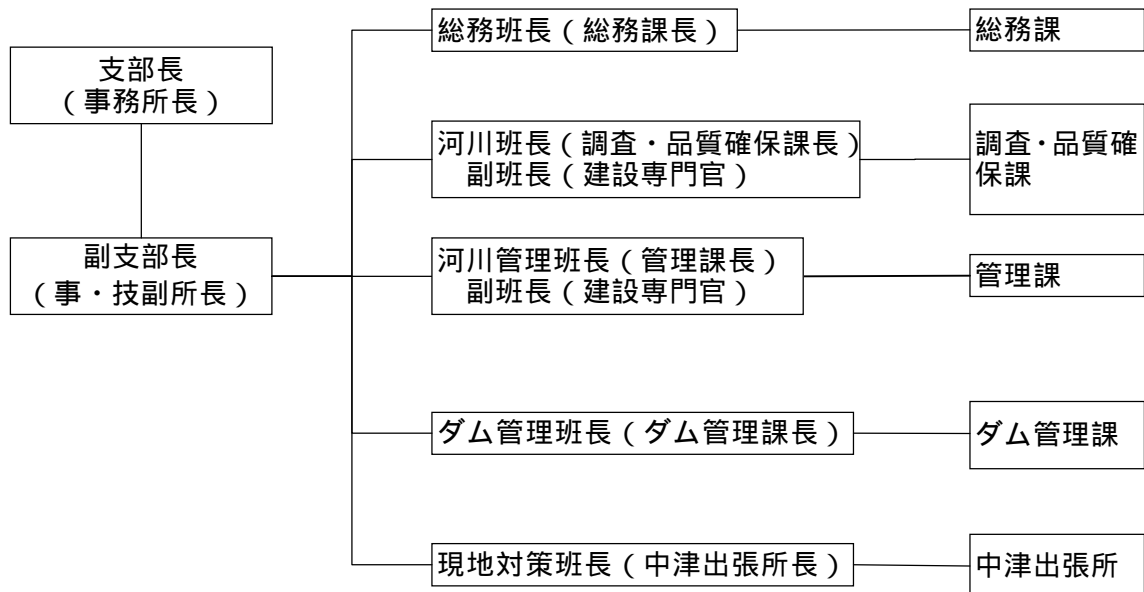 支部長
（事務所長）
副支部長
（事・技副所長）
総務班長（総務課長）
総務課
河川班長（調査・品質確保課長）
副班長（建設専門官）
調査・品質確
保課
河川管理班長（管理課長）
副班長（建設専門官）
管理課
ダム管理班長（ダム管理課長）
ダム管理課
現地対策班長（中津出張所長）
中津出張所